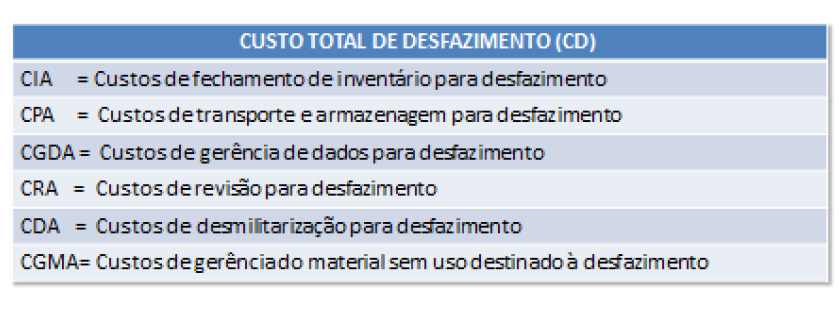 CUSTO TOTAL DE DESFAZIMENTO (CD)
CIA = Custos de fechamento de inventário para desfazimento
CPA = Custos de transporte e armazenagem para desfazimento
CGDA = Custos de gerência de dados para desfazimento
CRA = Custos de revisão para desfazimento
CDA = Custos de desmilitarização para desfazimento
CGMA= Custos de gerência do material sem uso destinado à desfazimento